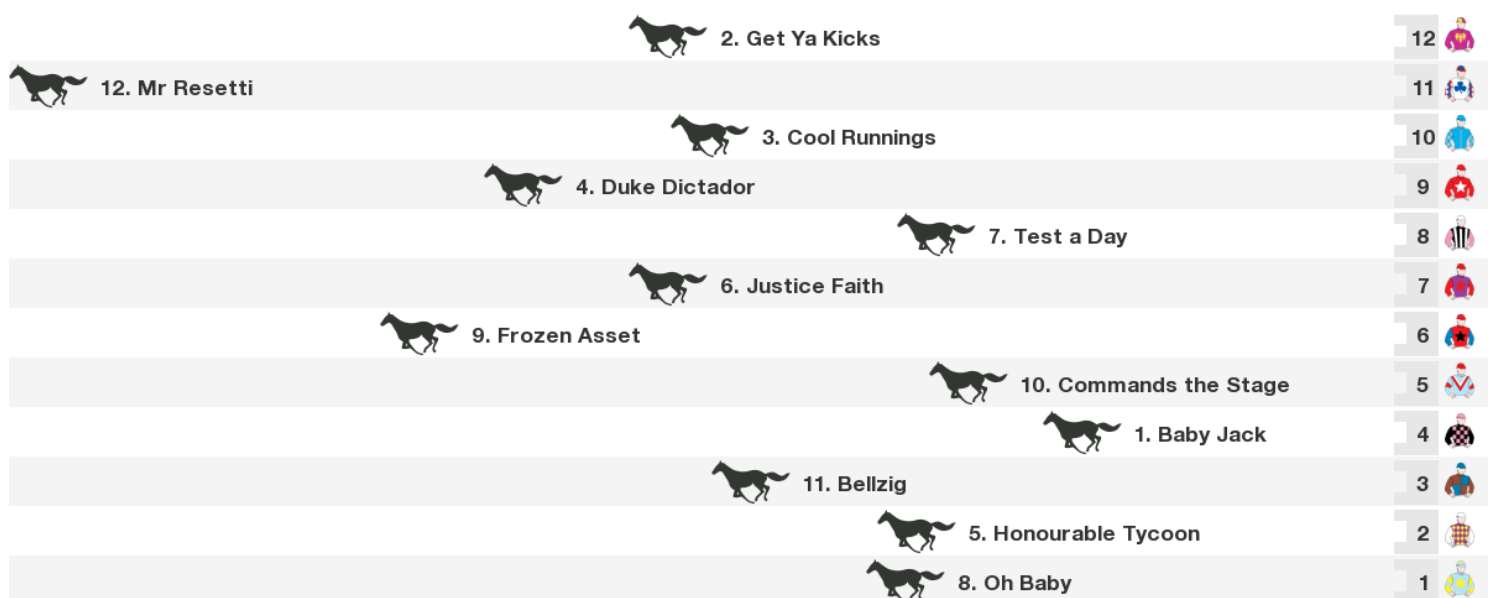 2. Get Ya Kicks 12
12. Mr Resetti 11
3. Cool Runnings 10
4. Duke Dictador 9
7. Test a Day 8
6. Justice Faith 7
9. Frozen Asset 6
10. Commands the Stage 5
1. Baby Jack 4
11. Bellzig 3
5. Honourable Tycoon 2
8. Oh Baby 1